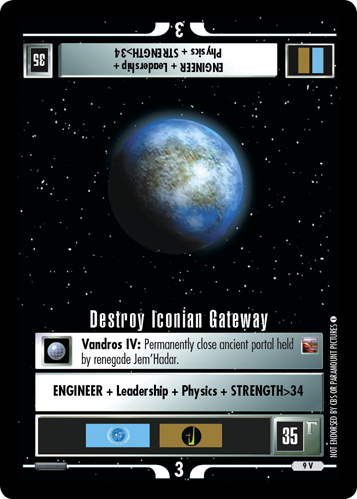 3
35
ENGINEER + Leadership +
Physics + STRENGTH>34
Destroy Iconian Gateway
Vandros IV: Permanently close ancient portal held
by renegade Jem'Hadar.
ENGINEER + Leadership + Physics + STRENGTH>34
35
3
9 V
NOT ENDORSED BY CBS OR PARAMOUNT PICTURES